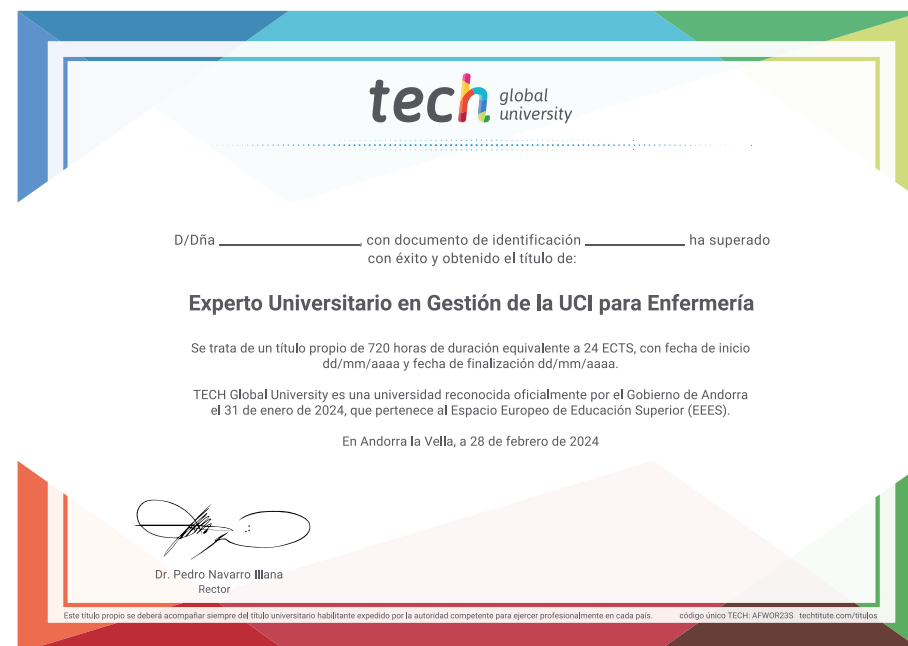 tech global university
D/Dña ____________________, con documento de identificación ______________ ha superado
con éxito y obtenido el título de:
Experto Universitario en Gestión de la UCI para Enfermería
Se trata de un título propio de 720 horas de duración equivalente a 24 ECTS, con fecha de inicio
dd/mm/aaaa y fecha de finalización dd/mm/aaaa.
TECH Global University es una universidad reconocida oficialmente por el Gobierno de Andorra
el 31 de enero de 2024, que pertenece al Espacio Europeo de Educación Superior (EEES).
En Andorra la Vella, a 28 de febrero de 2024
Dr. Pedro Navarro Illana
Rector
Este título propio se deberá acompañar siempre del título universitario habilitante expedido por la autoridad competente para ejercer profesionalmente en cada país. código único TECH: AFWOR23S techtitute.com/titulos